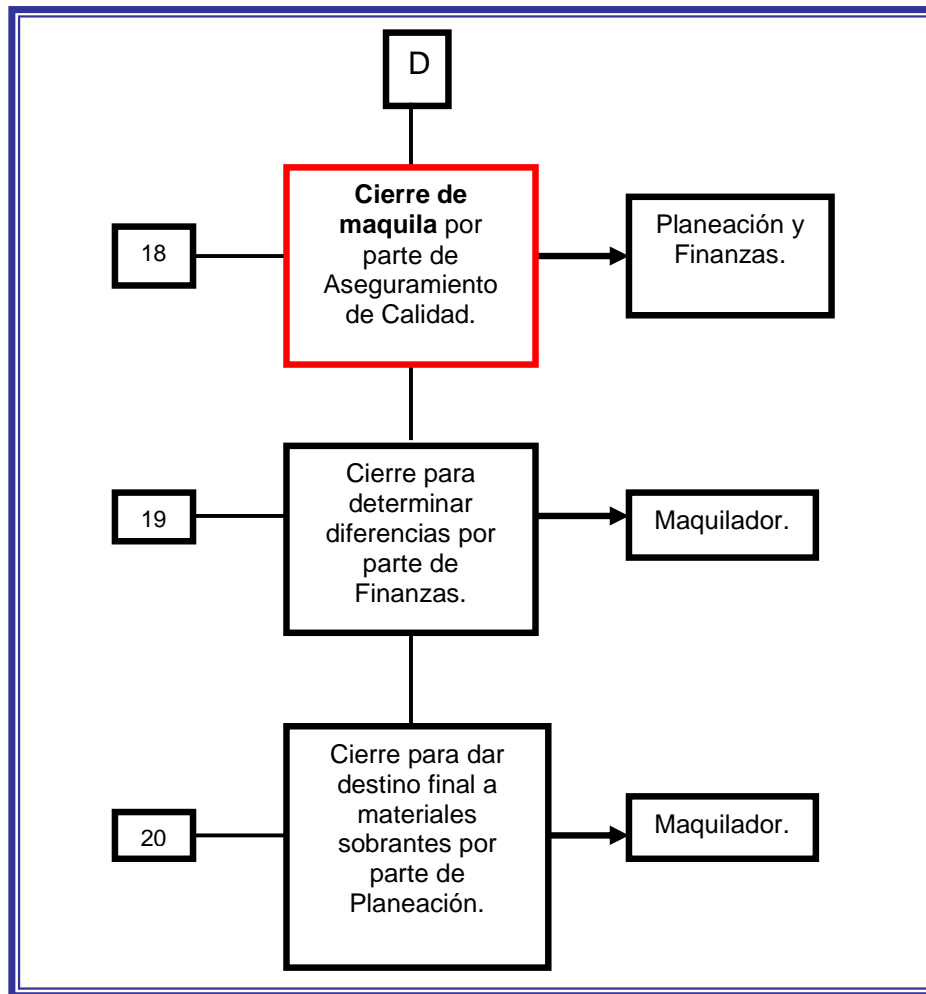 D
18
Cierre de
maquila por
parte de
Aseguramiento
de Calidad.
Planeación y
Finanzas.
19
Cierre para
determinar
diferencias por
parte de
Finanzas.
Maquilador.
20
Cierre para dar
destino final a
materiales
sobrantes por
parte de
Planeación.
Maquilador.